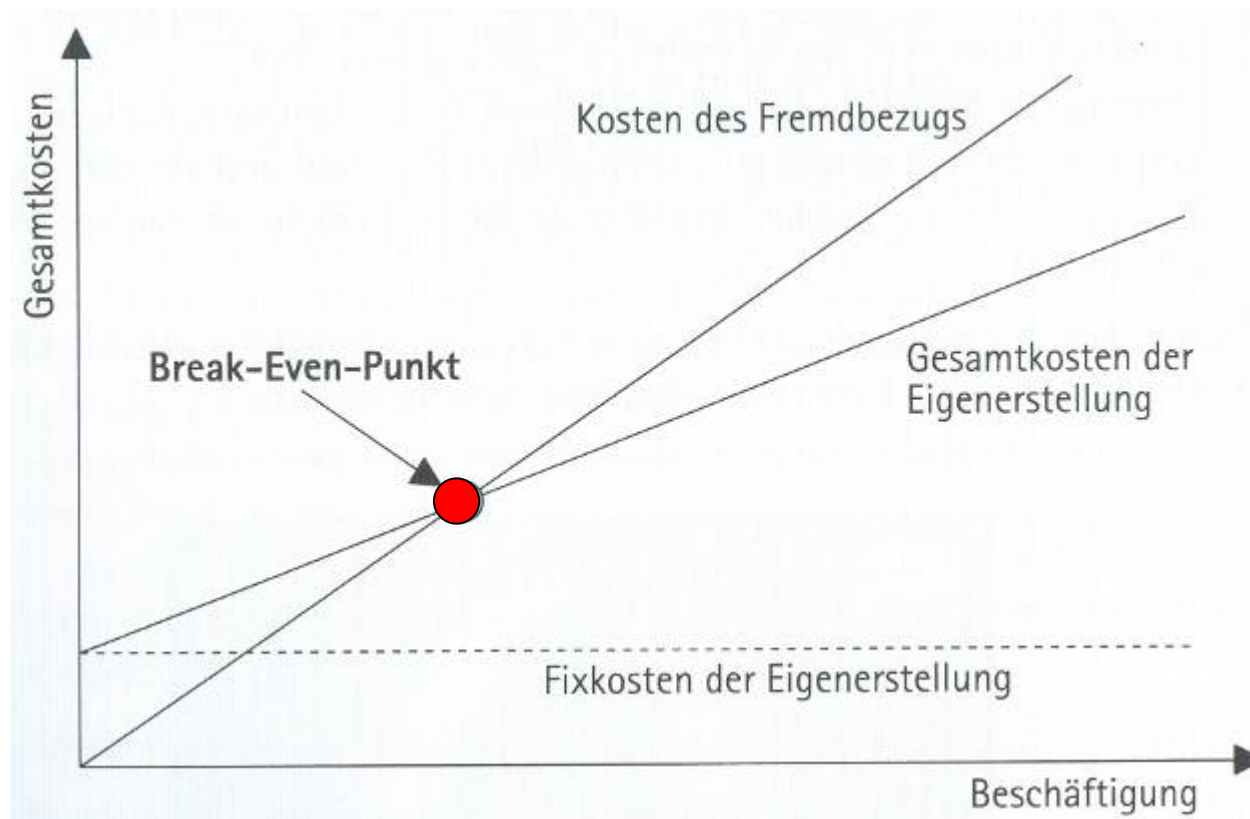 Gesamtkosten
Kosten des Fremdbezugs
Gesamtkosten der
Eigenerstellung
Break-Even-Punkt
Fixkosten der Eigenerstellung
Beschäftigung